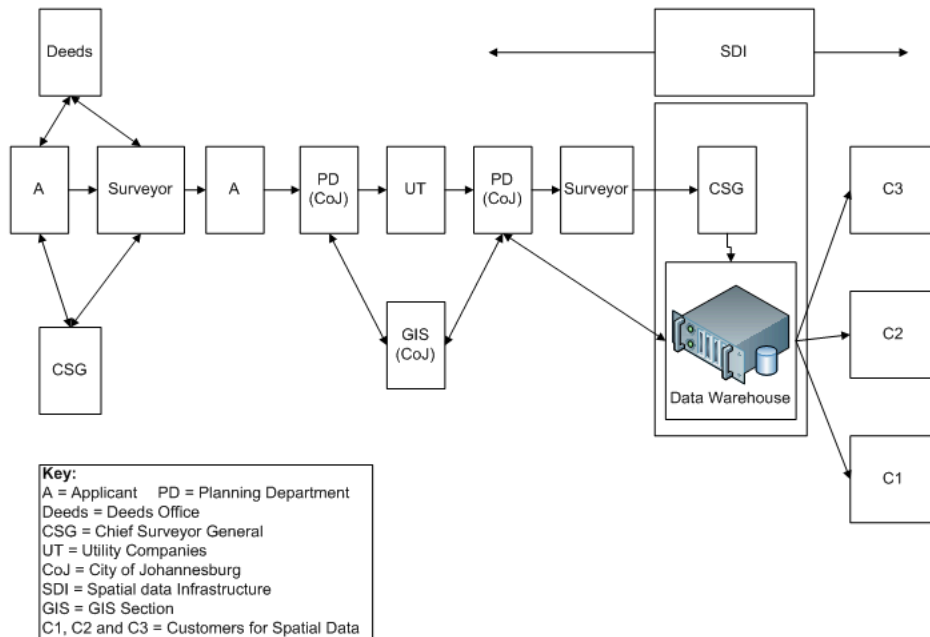 Deeds
SDI
A
Surveyor
A
PD
(CoJ)
UT
PD
(CoJ)
Surveyor
CSG
C3
GIS
(CoJ)
CSG
Data Warehouse
C2
C1
Key:
A = Applicant PD = Planning Department
Deeds = Deeds Office
CSG = Chief Surveyor General
UT = Utility Companies
CoJ = City of Johannesburg
SDI = Spatial data Infrastructure
GIS = GIS Section
C1, C2 and C3 = Customers for Spatial Data